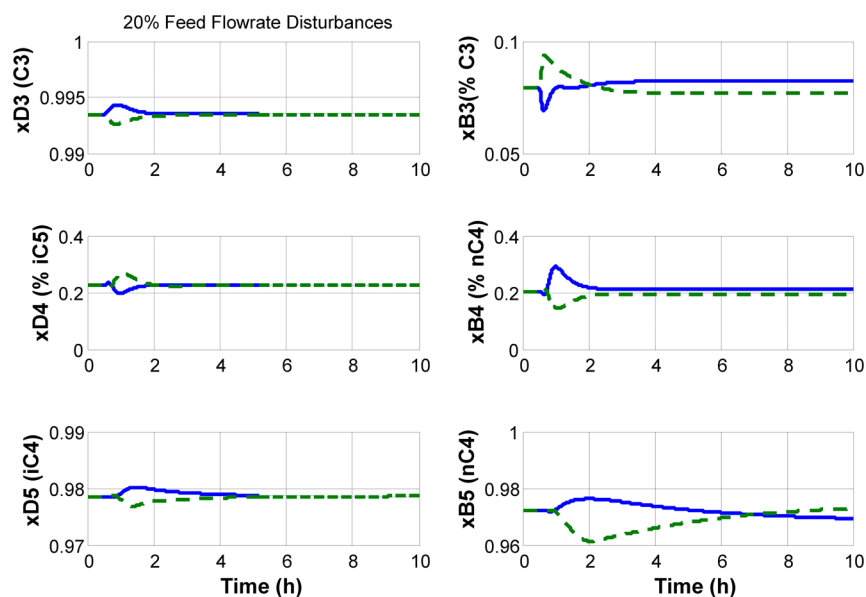 20% Feed Flowrate Disturbances
xD3 (C3)
1
0.995
0.99
0 2 4 6 8 10
xB3(% C3)
0.1
0.05
0 2 4 6 8 10
xD4 (% iC5)
0.4
0.2
0
0 2 4 6 8 10
xB4 (% nC4)
0.4
0.2
0
0 2 4 6 8 10
xD5 (iC4)
0.99
0.98
0.97
0 2 4 6 8 10
Time (h)
xB5 (nC4)
1
0.98
0.96
0 2 4 6 8 10
Time (h)